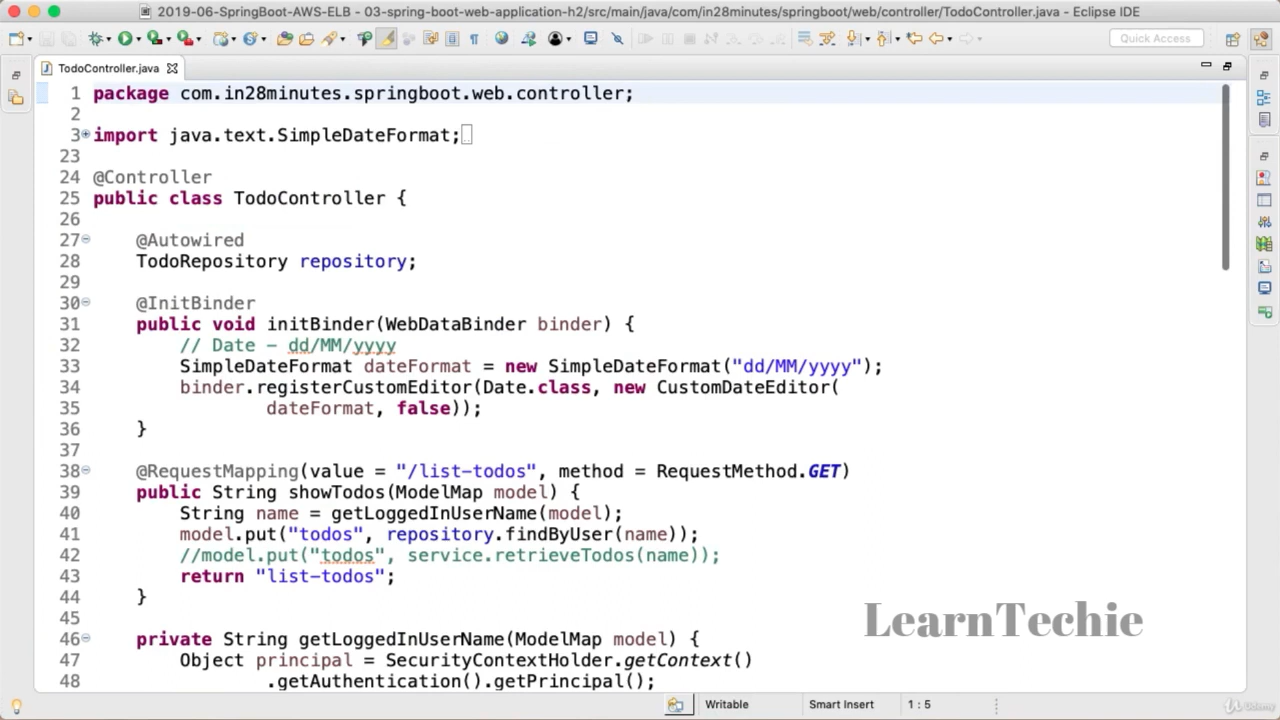 2019-06-SpringBoot-AWS-ELB - 03-spring-boot-web-application-h2/src/main/java/com/in28minutes/springboot/web/controller/TodoController.java - Eclipse IDE
Quick Access
TodoController.java
1 package com.in28minutes.springboot.web.controller;
2
3 import java.text.SimpleDateFormat;
23
24 @Controller
25 public class TodoController {
26
27 @Autowired
28 TodoRepository repository;
29
30 @InitBinder
31 public void initBinder(WebDataBinder binder) {
32 // Date - dd/MM/yyyy
33 SimpleDateFormat dateFormat = new SimpleDateFormat("dd/MM/yyyy");
34 binder.registerCustomEditor(Date.class, new CustomDateEditor(
35 dateFormat, false));
36 }
37
38 @RequestMapping(value = "/list-todos", method = RequestMethod.GET)
39 public String showTodos(ModelMap model) {
40 String name = getLoggedInUserName(model);
41 model.put("todos", repository.findByUser(name));
42 //model.put("todos", service.retrieveTodos(name));
43 return "list-todos";
44 }
45
46 private String getLoggedInUserName(ModelMap model) {
47 Object principal = SecurityContextHolder.getContext()
48 .getAuthentication().getPrincipal();
LearnTechie
Writable
Smart Insert
1 : 5
Udemy